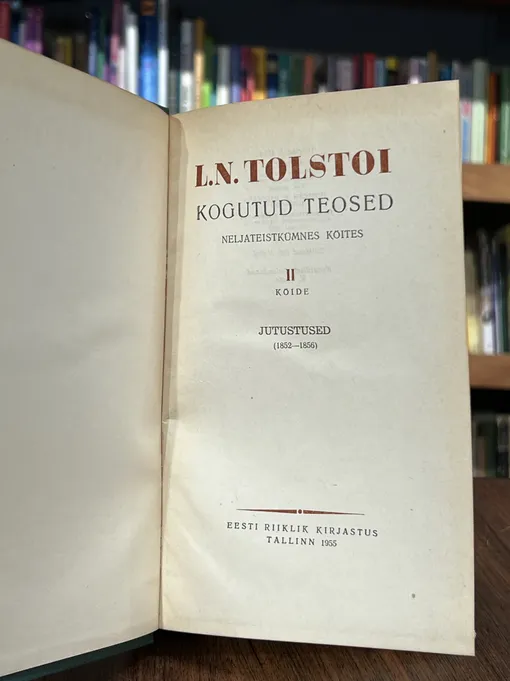 L.N. TOLSTOI
KOGUTUD TEOSED
NELJATEISTKÜMNES KÖITES
II
KÖIDE
JUTUSTUSED
(1852—1856)
EESTI RIIKLIK KIRJASTUS
TALLINN 1955